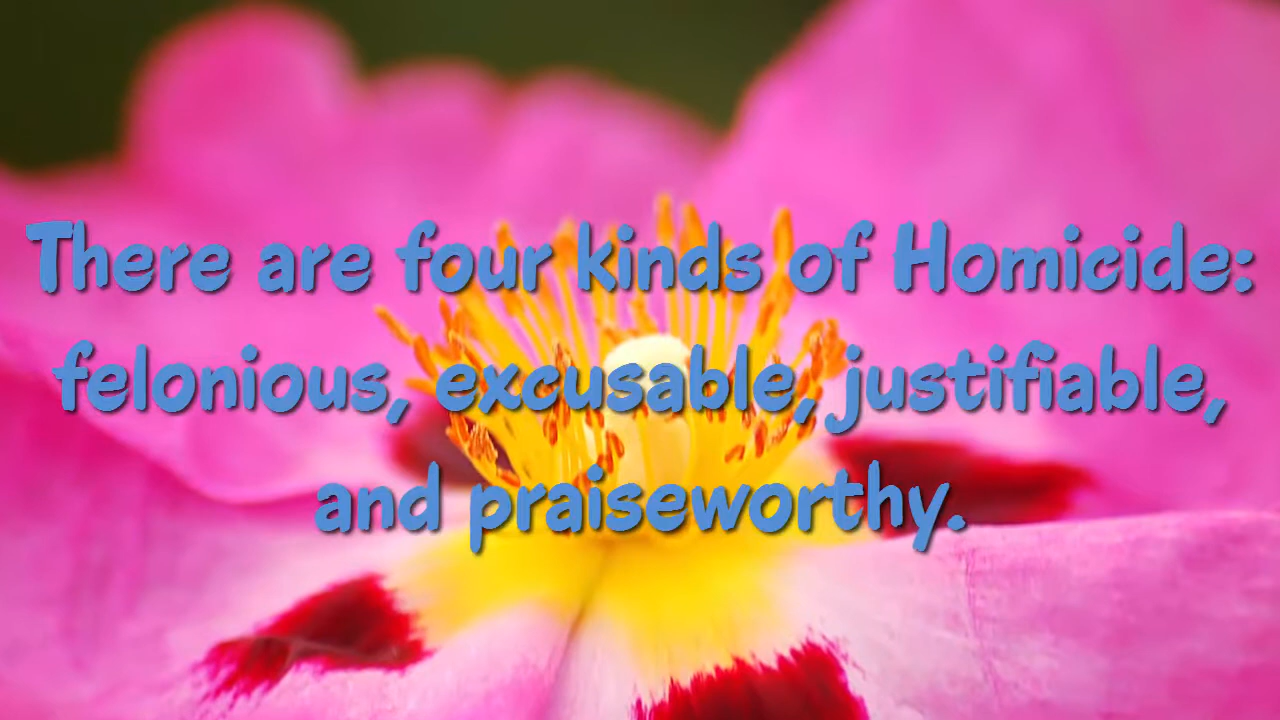 There are four kinds of Homicide:
felonious, excusable, justifiable,
and praiseworthy.